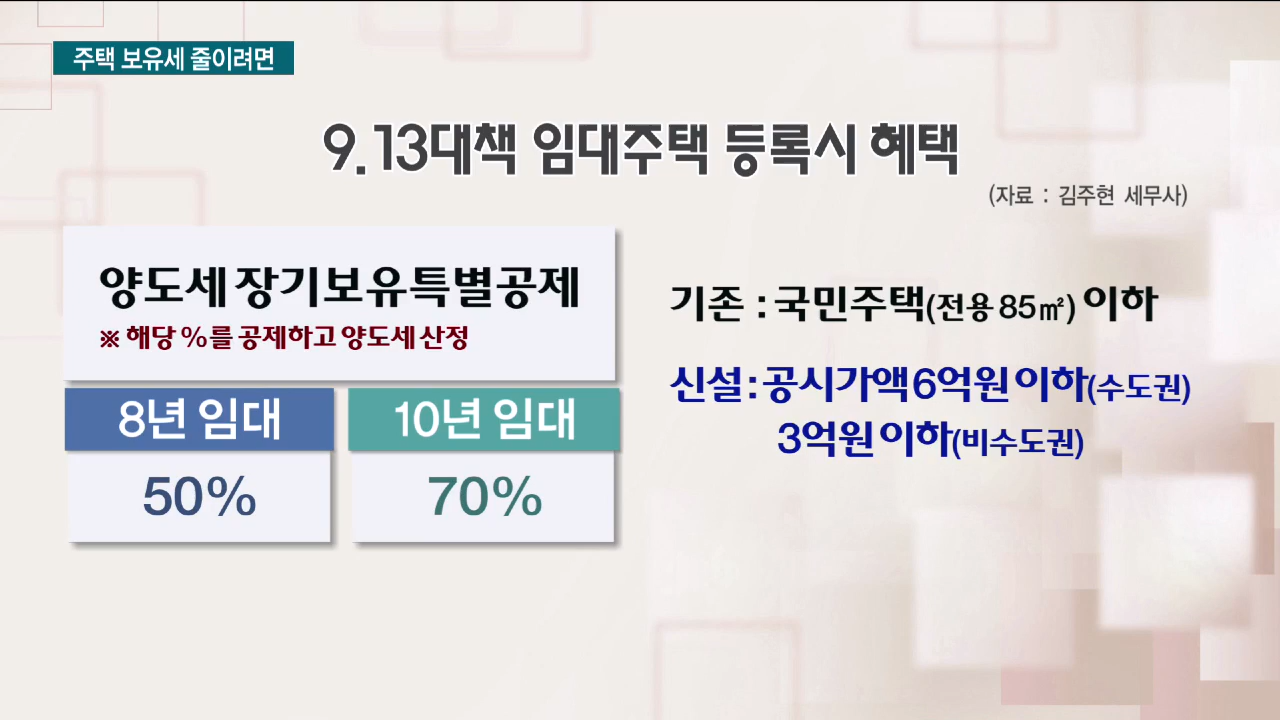 주택 보유세 줄이려면
9.13대책 임대주택 등록시 혜택
(자료 : 김주현 세무사)
양도세 장기보유특별공제
※ 해당 %를 공제하고 양도세 산정
8년 임대
10년 임대
50%
70%
기존 : 국민주택(전용 85㎡) 이하
신설 : 공시가액 6억원 이하(수도권)
3억원 이하(비수도권)